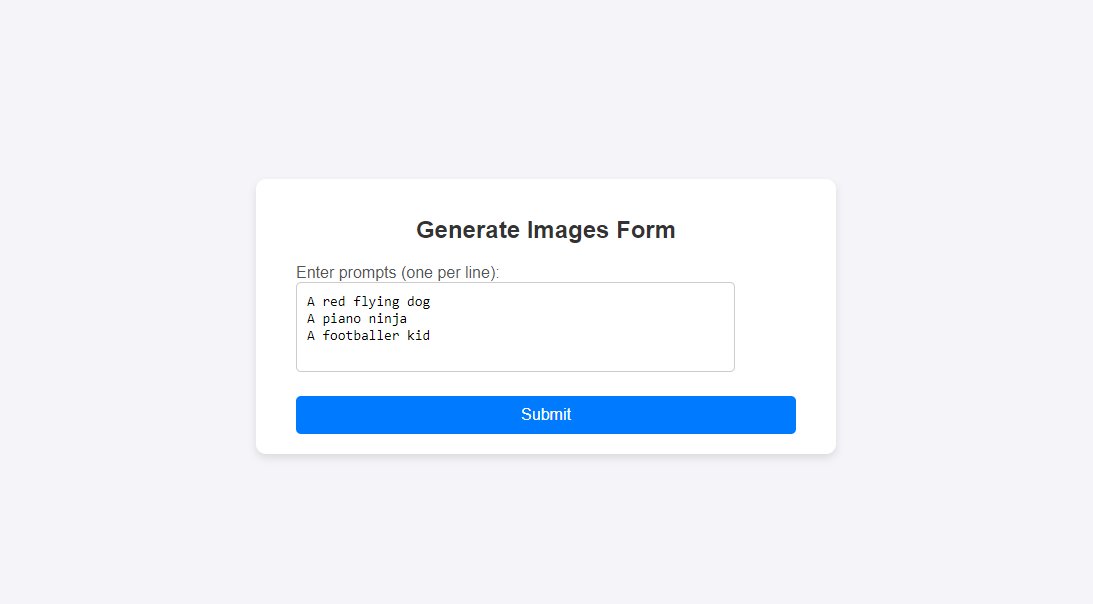 Generate Images Form
Enter prompts (one per line):
A red flying dog
A piano ninja
A footballer kid
Submit